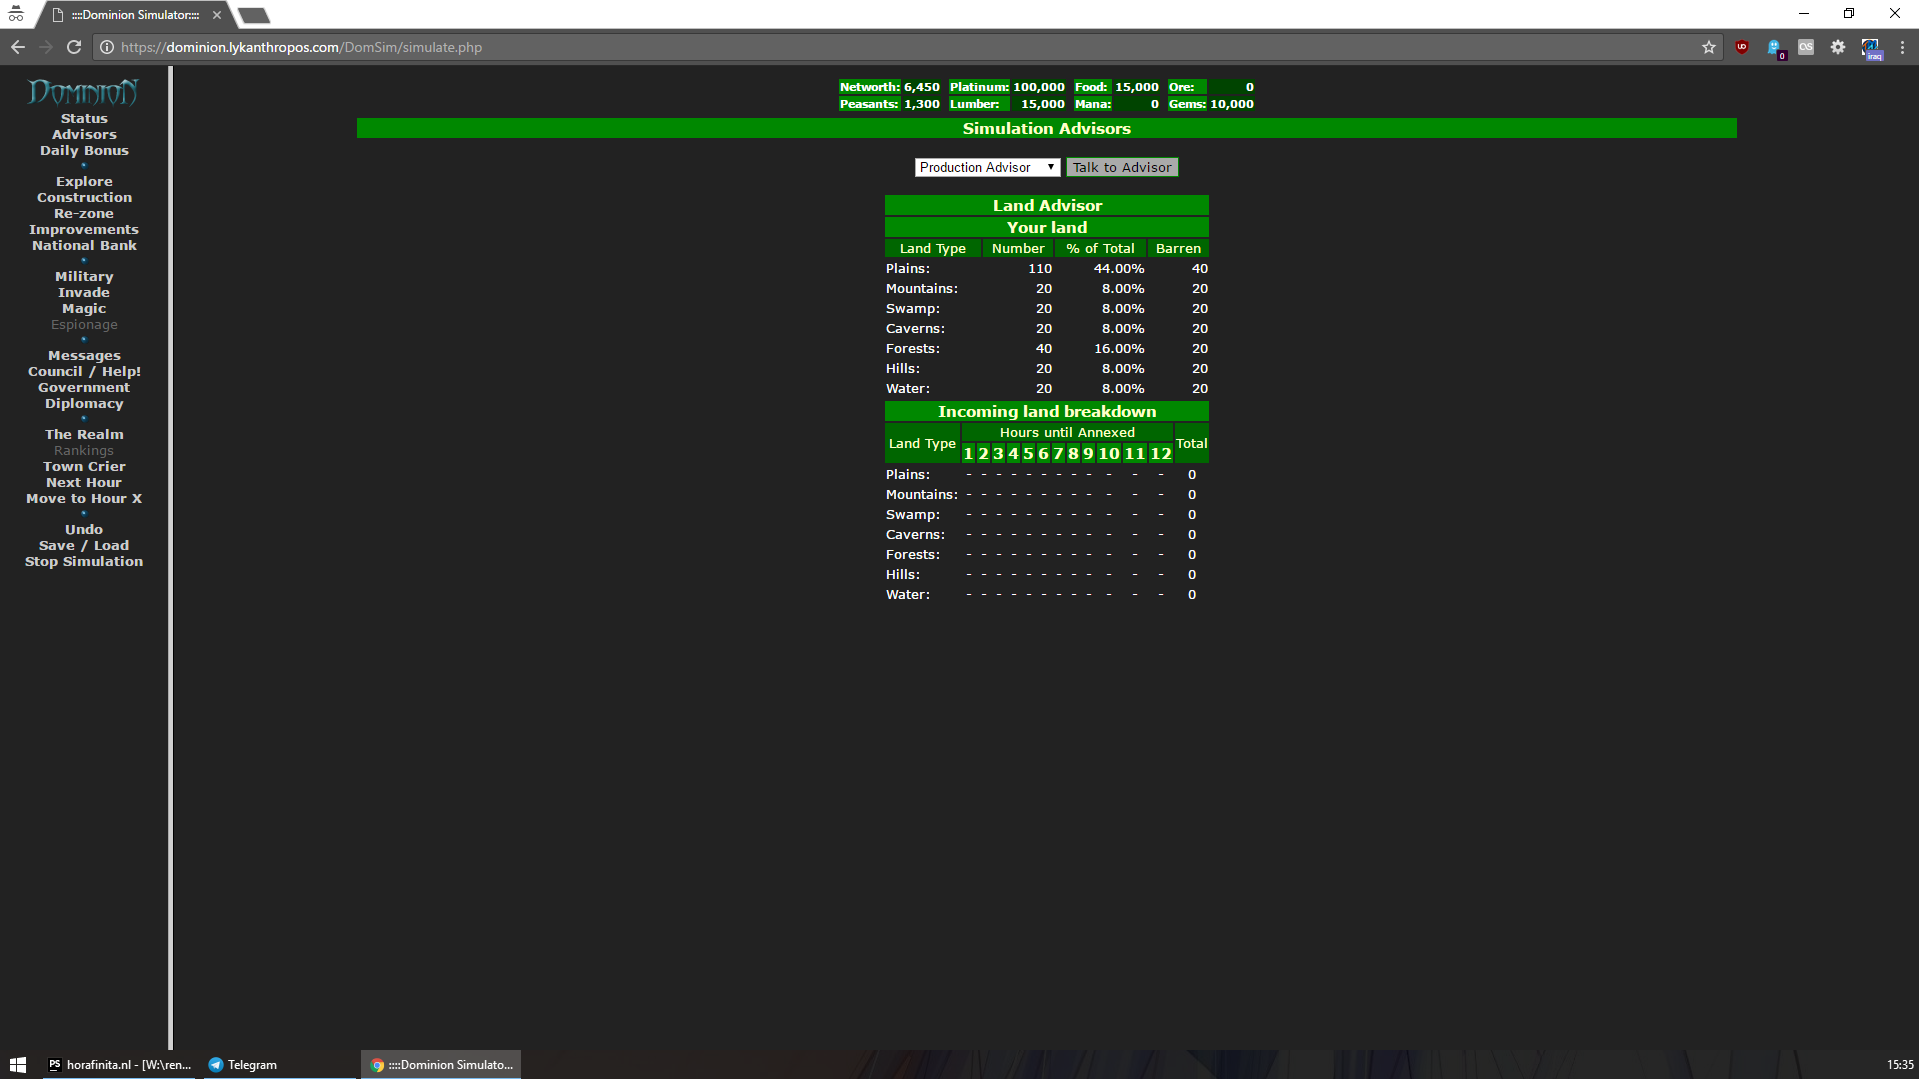 ::::Dominion Simulator::::
https://dominion.lykanthropos.com/DomSim/simulate.php
0
iraq
DOMINION
Status
Advisors
Daily Bonus
Explore
Construction
Re-zone
Improvements
National Bank
Military
Invade
Magic
Espionage
Messages
Council / Help!
Government
Diplomacy
The Realm
Rankings
Town Crier
Next Hour
Move to Hour X
Undo
Save / Load
Stop Simulation
Networth: 6,450 Platinum: 100,000 Food: 15,000 Ore: 0
Peasants: 1,300 Lumber: 15,000 Mana: 0 Gems: 10,000
Simulation Advisors
Production Advisor Talk to Advisor
Land Advisor
Your land
Land Type Number % of Total Barren
Plains: 110 44.00% 40
Mountains: 20 8.00% 20
Swamp: 20 8.00% 20
Caverns: 20 8.00% 20
Forests: 40 16.00% 20
Hills: 20 8.00% 20
Water: 20 8.00% 20
Incoming land breakdown
Land Type Hours until Annexed Total
1 2 3 4 5 6 7 8 9 10 11 12
Plains: - - - - - - - - - - - - 0
Mountains: - - - - - - - - - - - - 0
Swamp: - - - - - - - - - - - - 0
Caverns: - - - - - - - - - - - - 0
Forests: - - - - - - - - - - - - 0
Hills: - - - - - - - - - - - - 0
Water: - - - - - - - - - - - - 0
PS horafinita.nl - [W:\ren... Telegram ::::Dominion Simulato... 15:35